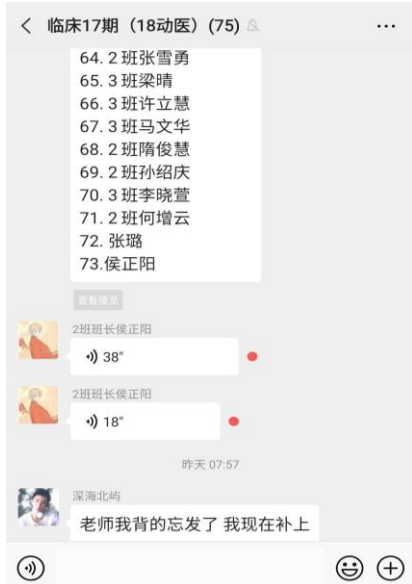 临床17期（18动医）(75)
64. 2班张雪勇
65. 3班梁晴
66. 3班许立慧
67. 3班马文华
68. 2班隋俊慧
69. 2班孙绍庆
70. 3班李晓萱
71. 2班何增云
72. 张璐
73.侯正阳
查看接龙
2班班长侯正阳
38"
2班班长侯正阳
18"
昨天 07:57
深海北屿
老师我背的忘发了 我现在补上